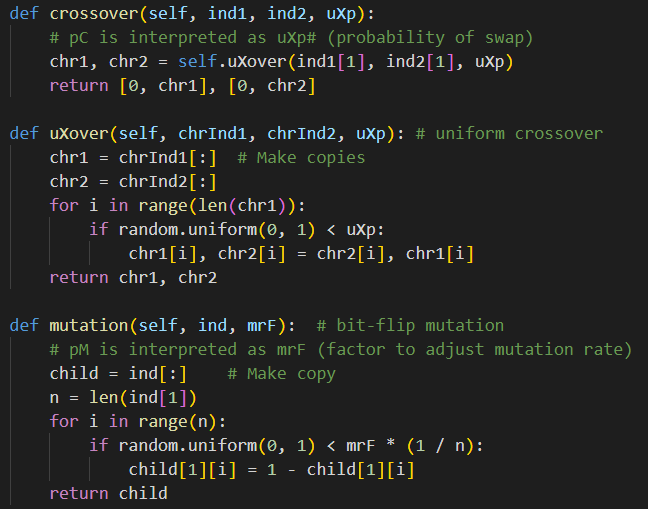 def crossover(self, ind1, ind2, uXp):
    # pC is interpreted as uXp# (probability of swap)
    chr1, chr2 = self.uXover(ind1[1], ind2[1], uXp)
    return [0, chr1], [0, chr2]

def uXover(self, chrInd1, chrInd2, uXp): # uniform crossover
    chr1 = chrInd1[:]  # Make copies
    chr2 = chrInd2[:]
    for i in range(len(chr1)):
        if random.uniform(0, 1) < uXp:
            chr1[i], chr2[i] = chr2[i], chr1[i]
    return chr1, chr2

def mutation(self, ind, mrF):  # bit-flip mutation
    # pM is interpreted as mrF (factor to adjust mutation rate)
    child = ind[:]    # Make copy
    n = len(ind[1])
    for i in range(n):
        if random.uniform(0, 1) < mrF * (1 / n):
            child[1][i] = 1 - child[1][i]
    return child